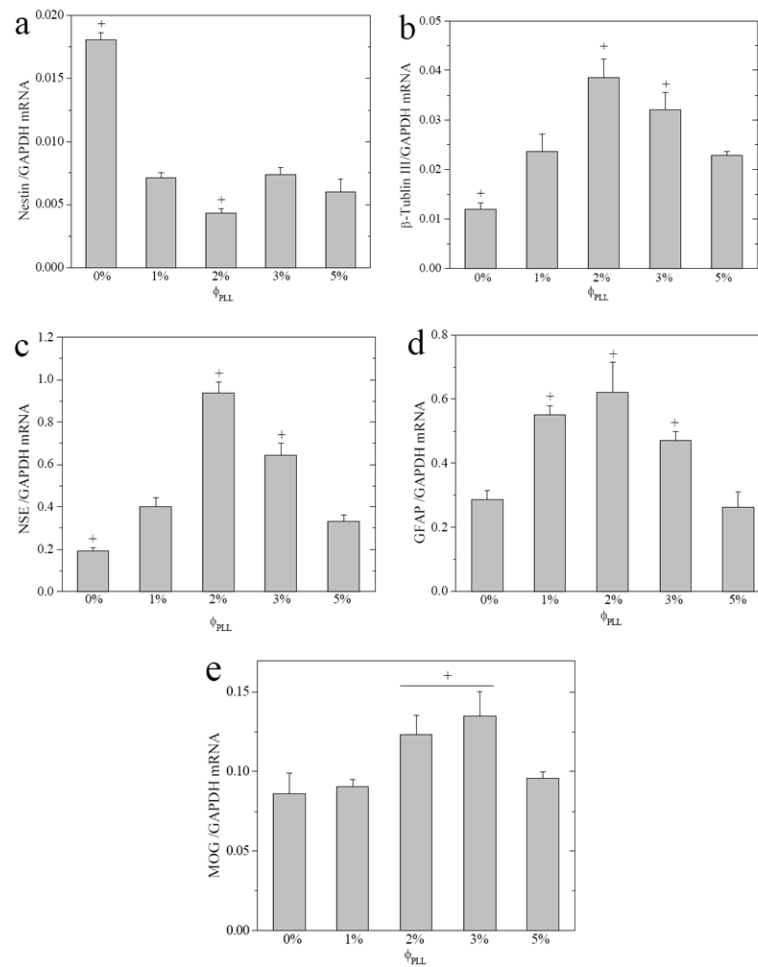 a
+
0.020
0.015
0.010
0.005
0.000
Nestin /GAPDH mRNA
+
0% 1% 2% 3% 5%
ϕPLL
b
0.05
0.04
0.03
0.02
0.01
0.00
β-Tublin III/GAPDH mRNA
+
+
+
0% 1% 2% 3% 5%
ϕPLL
c
1.2
1.0
0.8
0.6
0.4
0.2
0.0
NSE /GAPDH mRNA
+
+
+
0% 1% 2% 3% 5%
ϕPLL
d
0.8
0.6
0.4
0.2
0.0
GFAP /GAPDH mRNA
+
+
+
0% 1% 2% 3% 5%
ϕPLL
e
+
0.15
0.10
0.05
0.00
MOG /GAPDH mRNA
0% 1% 2% 3% 5%
ϕPLL